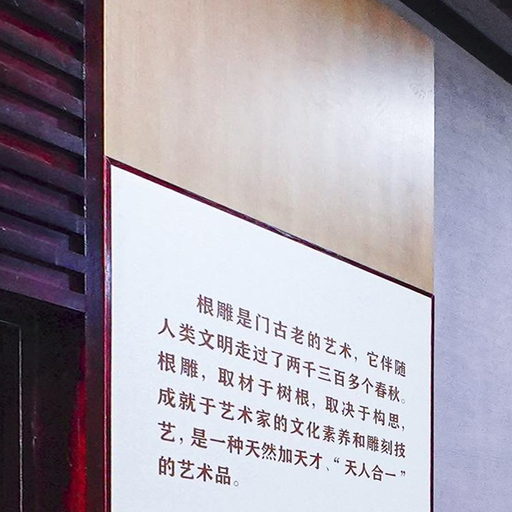 根雕是门古老的艺术，它伴随
人类文明走过了两千三百多个春秋。
根雕，取材于树根，取决于构思，
成就于艺术家的文化素养和雕刻技
艺，是一种天然加天才、“天人合一”
的艺术品。